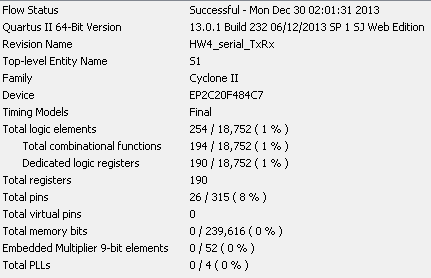 Flow Status Successful - Mon Dec 30 02:01:31 2013
Quartus II 64-Bit Version 13.0.1 Build 232 06/12/2013 SP 1 SJ Web Edition
Revision Name HW4_serial_TxRx
Top-level Entity Name S1
Family Cyclone II
Device EP2C20F484C7
Timing Models Final
Total logic elements 254 / 18,752 ( 1 % )
Total combinational functions 194 / 18,752 ( 1 % )
Dedicated logic registers 190 / 18,752 ( 1 % )
Total registers 190
Total pins 26 / 315 ( 8 % )
Total virtual pins 0
Total memory bits 0 / 239,616 ( 0 % )
Embedded Multiplier 9-bit elements 0 / 52 ( 0 % )
Total PLLs 0 / 4 ( 0 % )